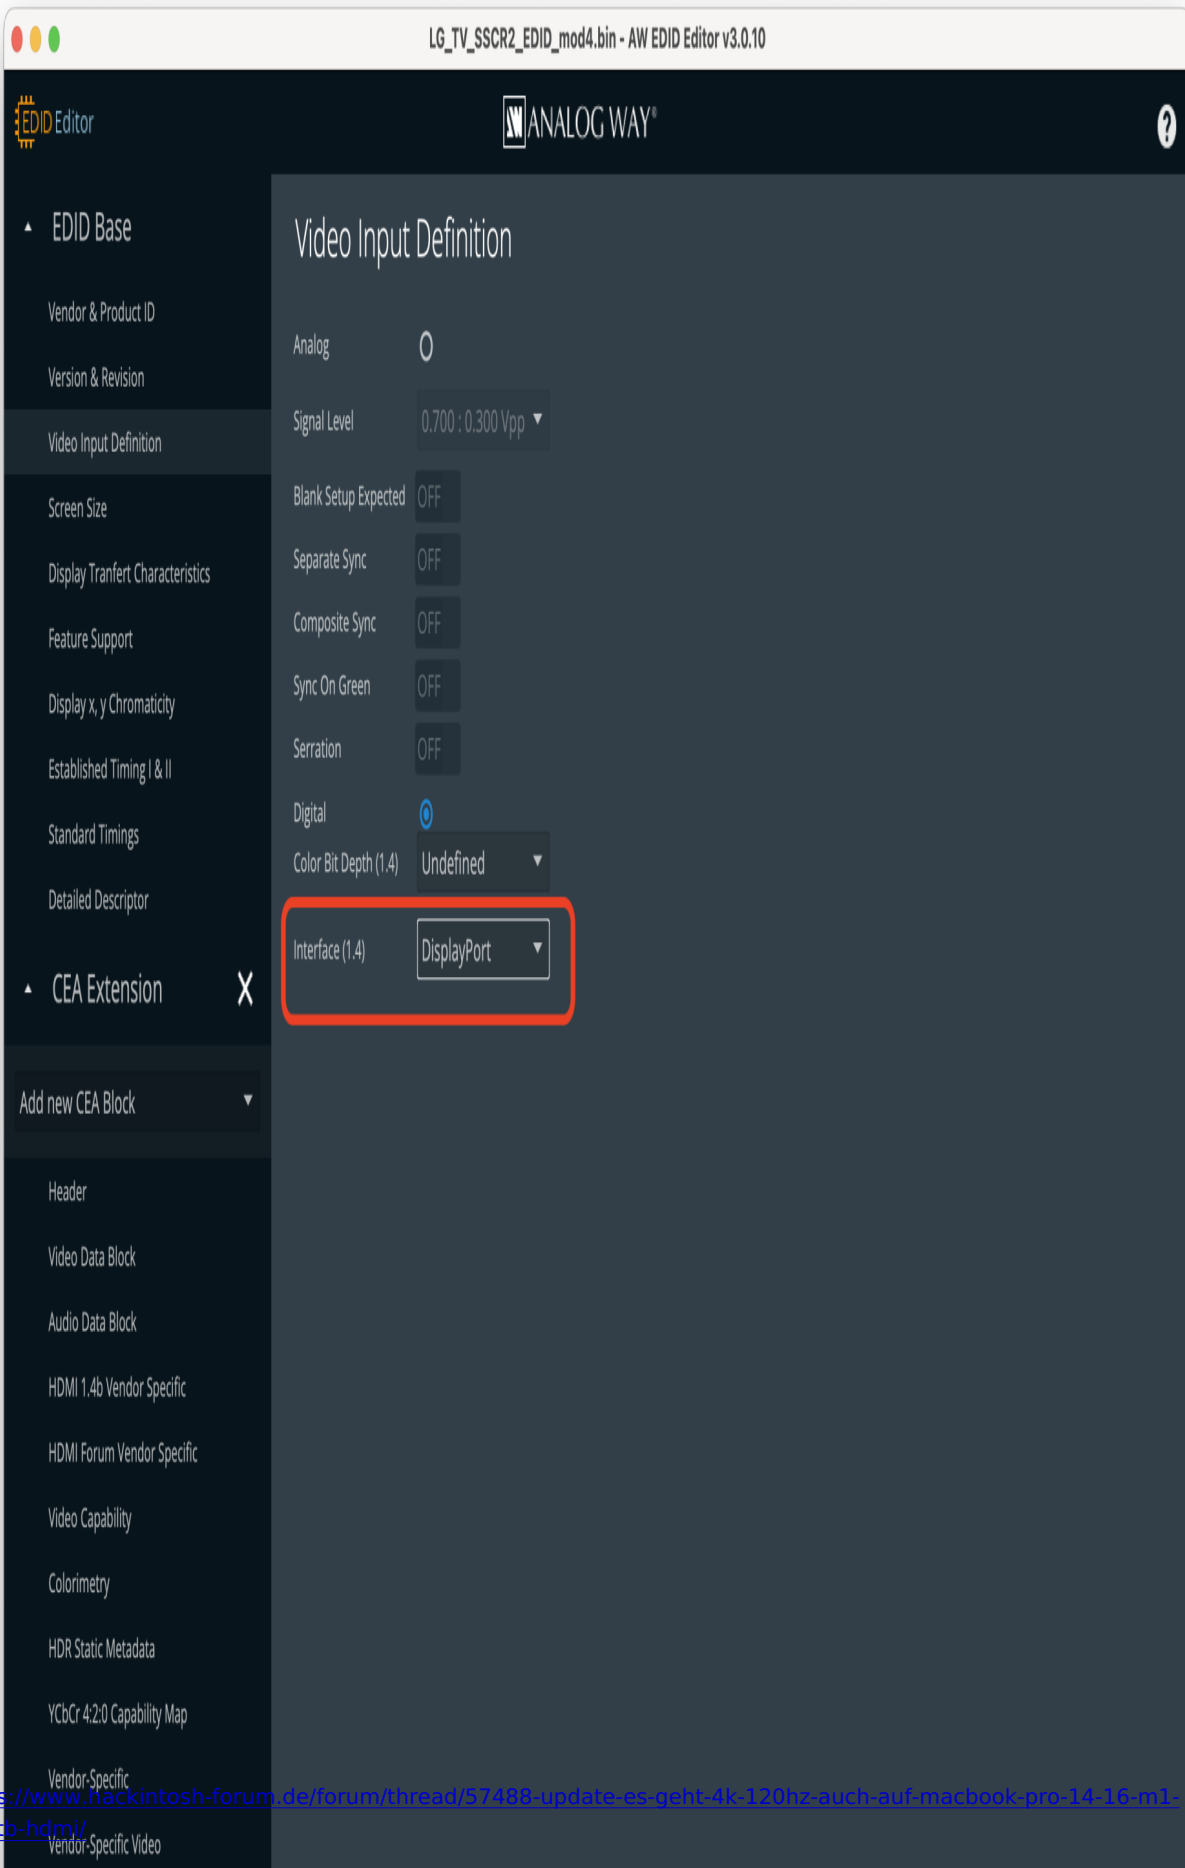 LG_TV_SSCR2_EDID_mod4.bin - AW EDID Editor v3.0.10
EDID Editor
ANALOG WAY®
?
EDID Base
Vendor & Product ID
Version & Revision
Video Input Definition
Screen Size
Display Tranfert Characteristics
Feature Support
Display x, y Chromaticity
Established Timing I & II
Standard Timings
Detailed Descriptor
CEA Extension X
Add new CEA Block
Header
Video Data Block
Audio Data Block
HDMI 1.4b Vendor Specific
HDMI Forum Vendor Specific
Video Capability
Colorimetry
HDR Static Metadata
YCbCr 4:2:0 Capability Map
Vendor-Specific
Vendor-Specific Video
Video Input Definition
Analog
Signal Level 0.700 : 0.300 Vpp
Blank Setup Expected OFF
Separate Sync OFF
Composite Sync OFF
Sync On Green OFF
Serration OFF
Digital
Color Bit Depth (1.4) Undefined
Interface (1.4) DisplayPort
s://www.hackintosh-forum.de/forum/thread/57488-update-es-geht-4k-120hz-auch-auf-macbook-pro-14-16-m1-
b-hdmi/